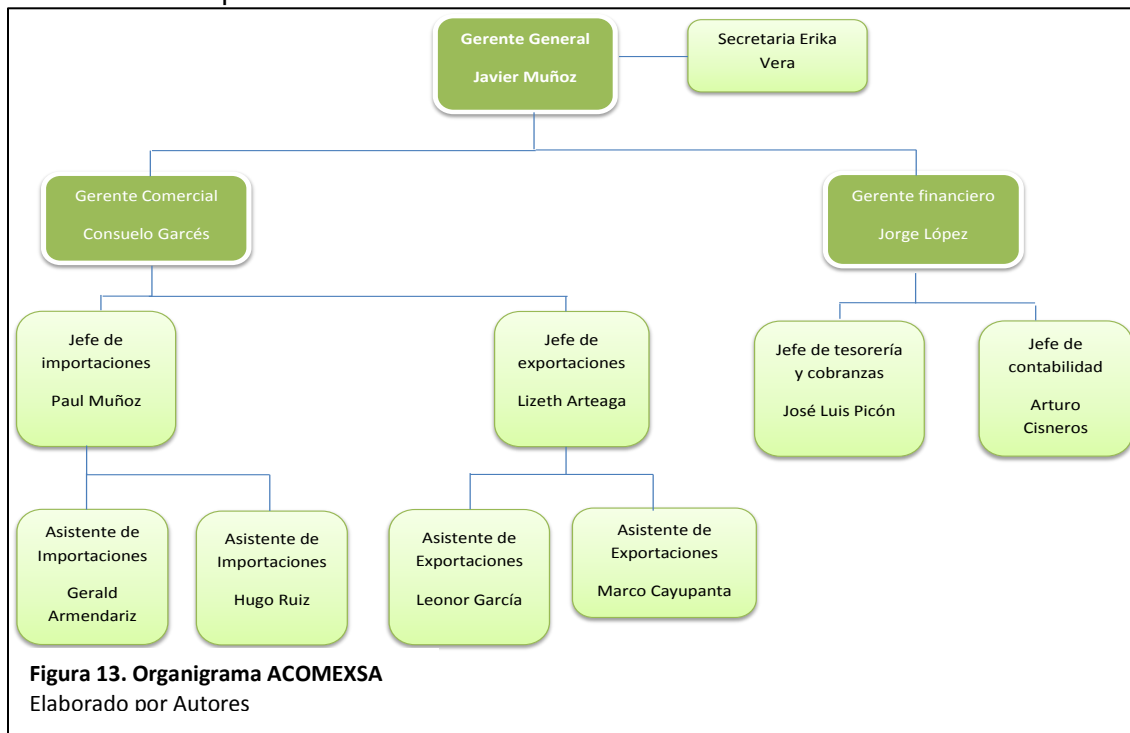 Gerente General
Javier Muñoz
Secretaria Erika
Vera
Gerente Comercial
Consuelo Garcés
Gerente financiero
Jorge López
Jefe de
importaciones
Paul Muñoz
Jefe de
exportaciones
Lizeth Arteaga
Jefe de tesorería
y cobranzas
José Luis Picón
Jefe de
contabilidad
Arturo
Cisneros
Asistente de
Importaciones
Gerald
Armendariz
Asistente de
Importaciones
Hugo Ruiz
Asistente de
Exportaciones
Leonor García
Asistente de
Exportaciones
Marco Cayupanta
Figura 13. Organigrama ACOMEXSA
Elaborado por Autores